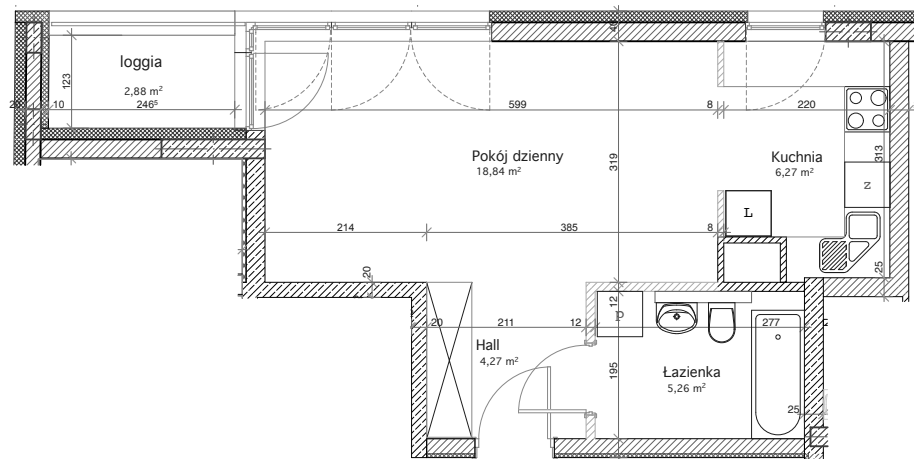 40
loggia
2,88 m²
123
20
10
246⁵
599
8
220
Pokój dzienny
18,84 m²
319
Kuchnia
6,27 m²
313
z
L
214
385
8
25
20
20
211
12
12
p
277
Hall
4,27 m²
195
Łazienka
5,26 m²
25